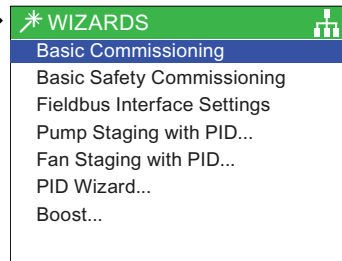 WIZARDS
Basic Commissioning
Basic Safety Commissioning
Fieldbus Interface Settings
Pump Staging with PID...
Fan Staging with PID...
PID Wizard...
Boost...